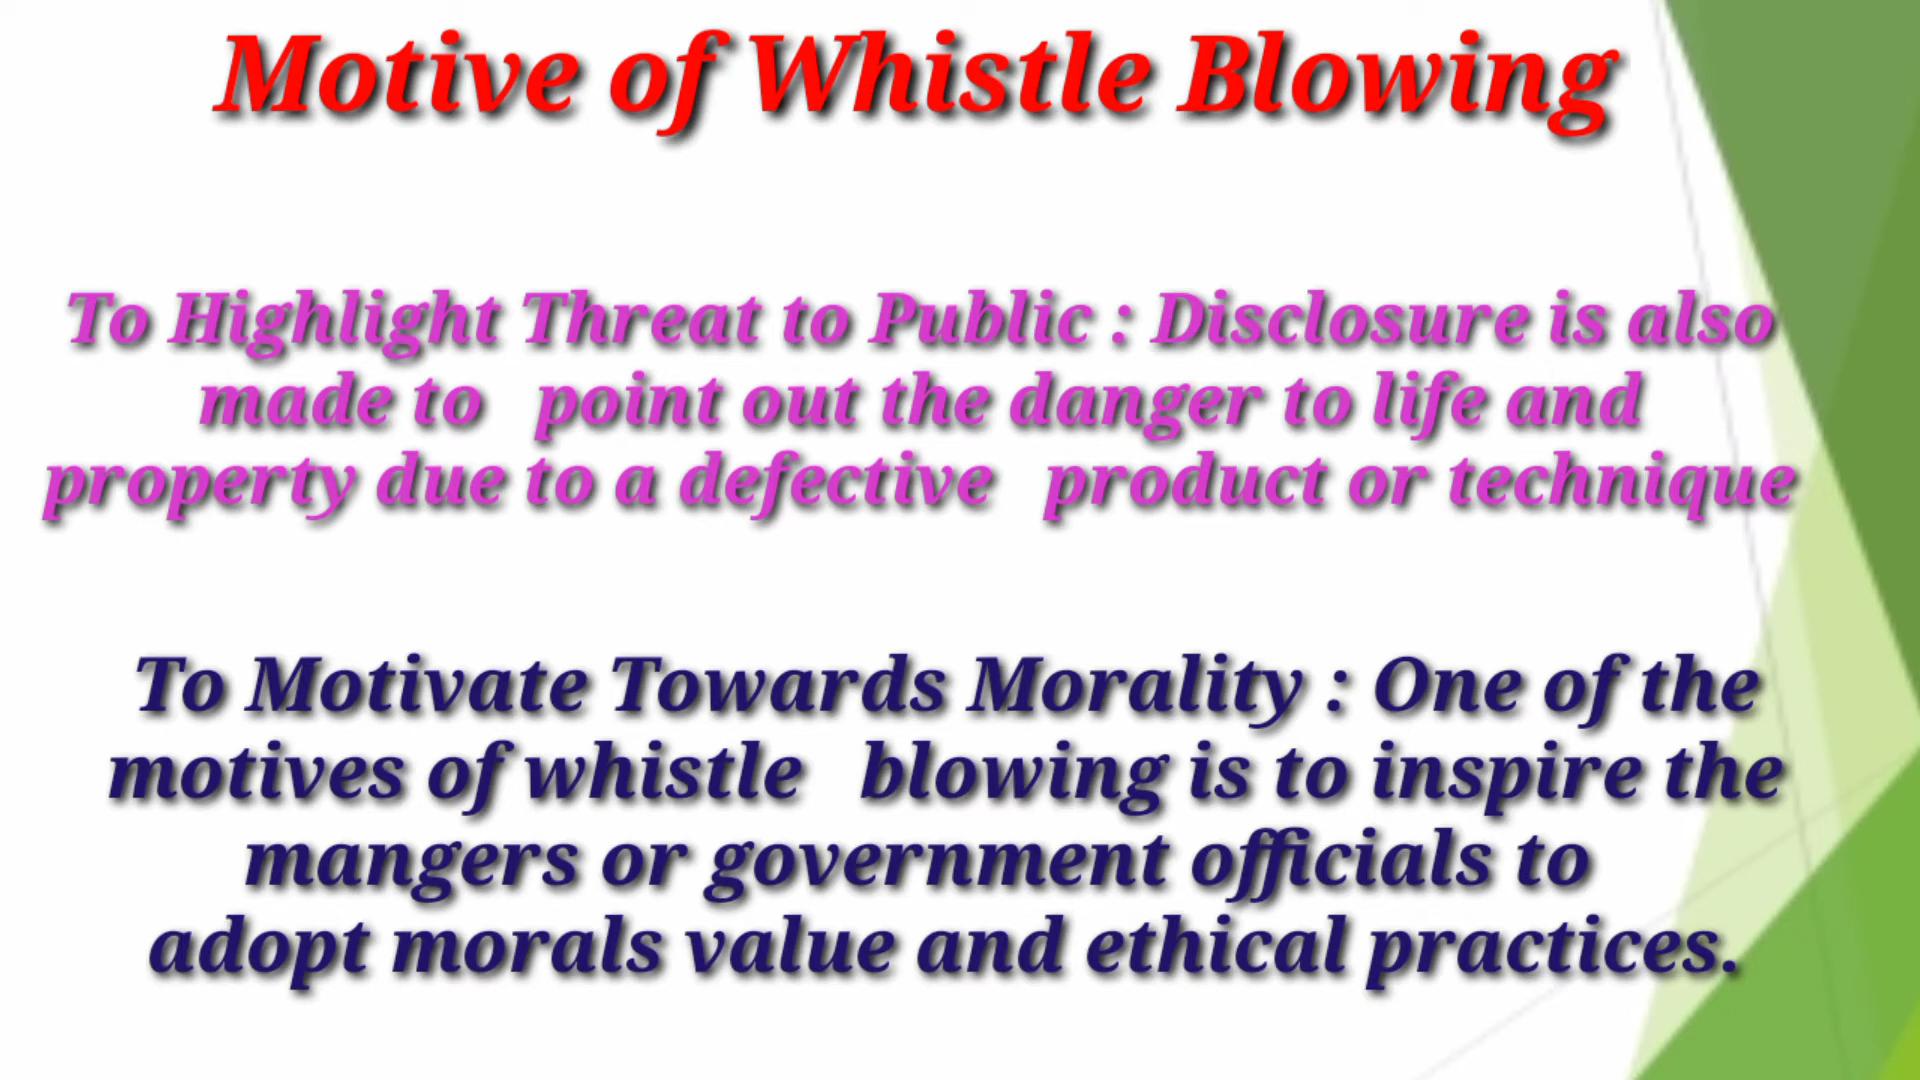 Motive of Whistle Blowing
To Highlight Threat to Public : Disclosure is also
made to point out the danger to life and
property due to a defective product or technique
To Motivate Towards Morality : One of the
motives of whistle blowing is to inspire the
mangers or government officials to
adopt morals value and ethical practices.